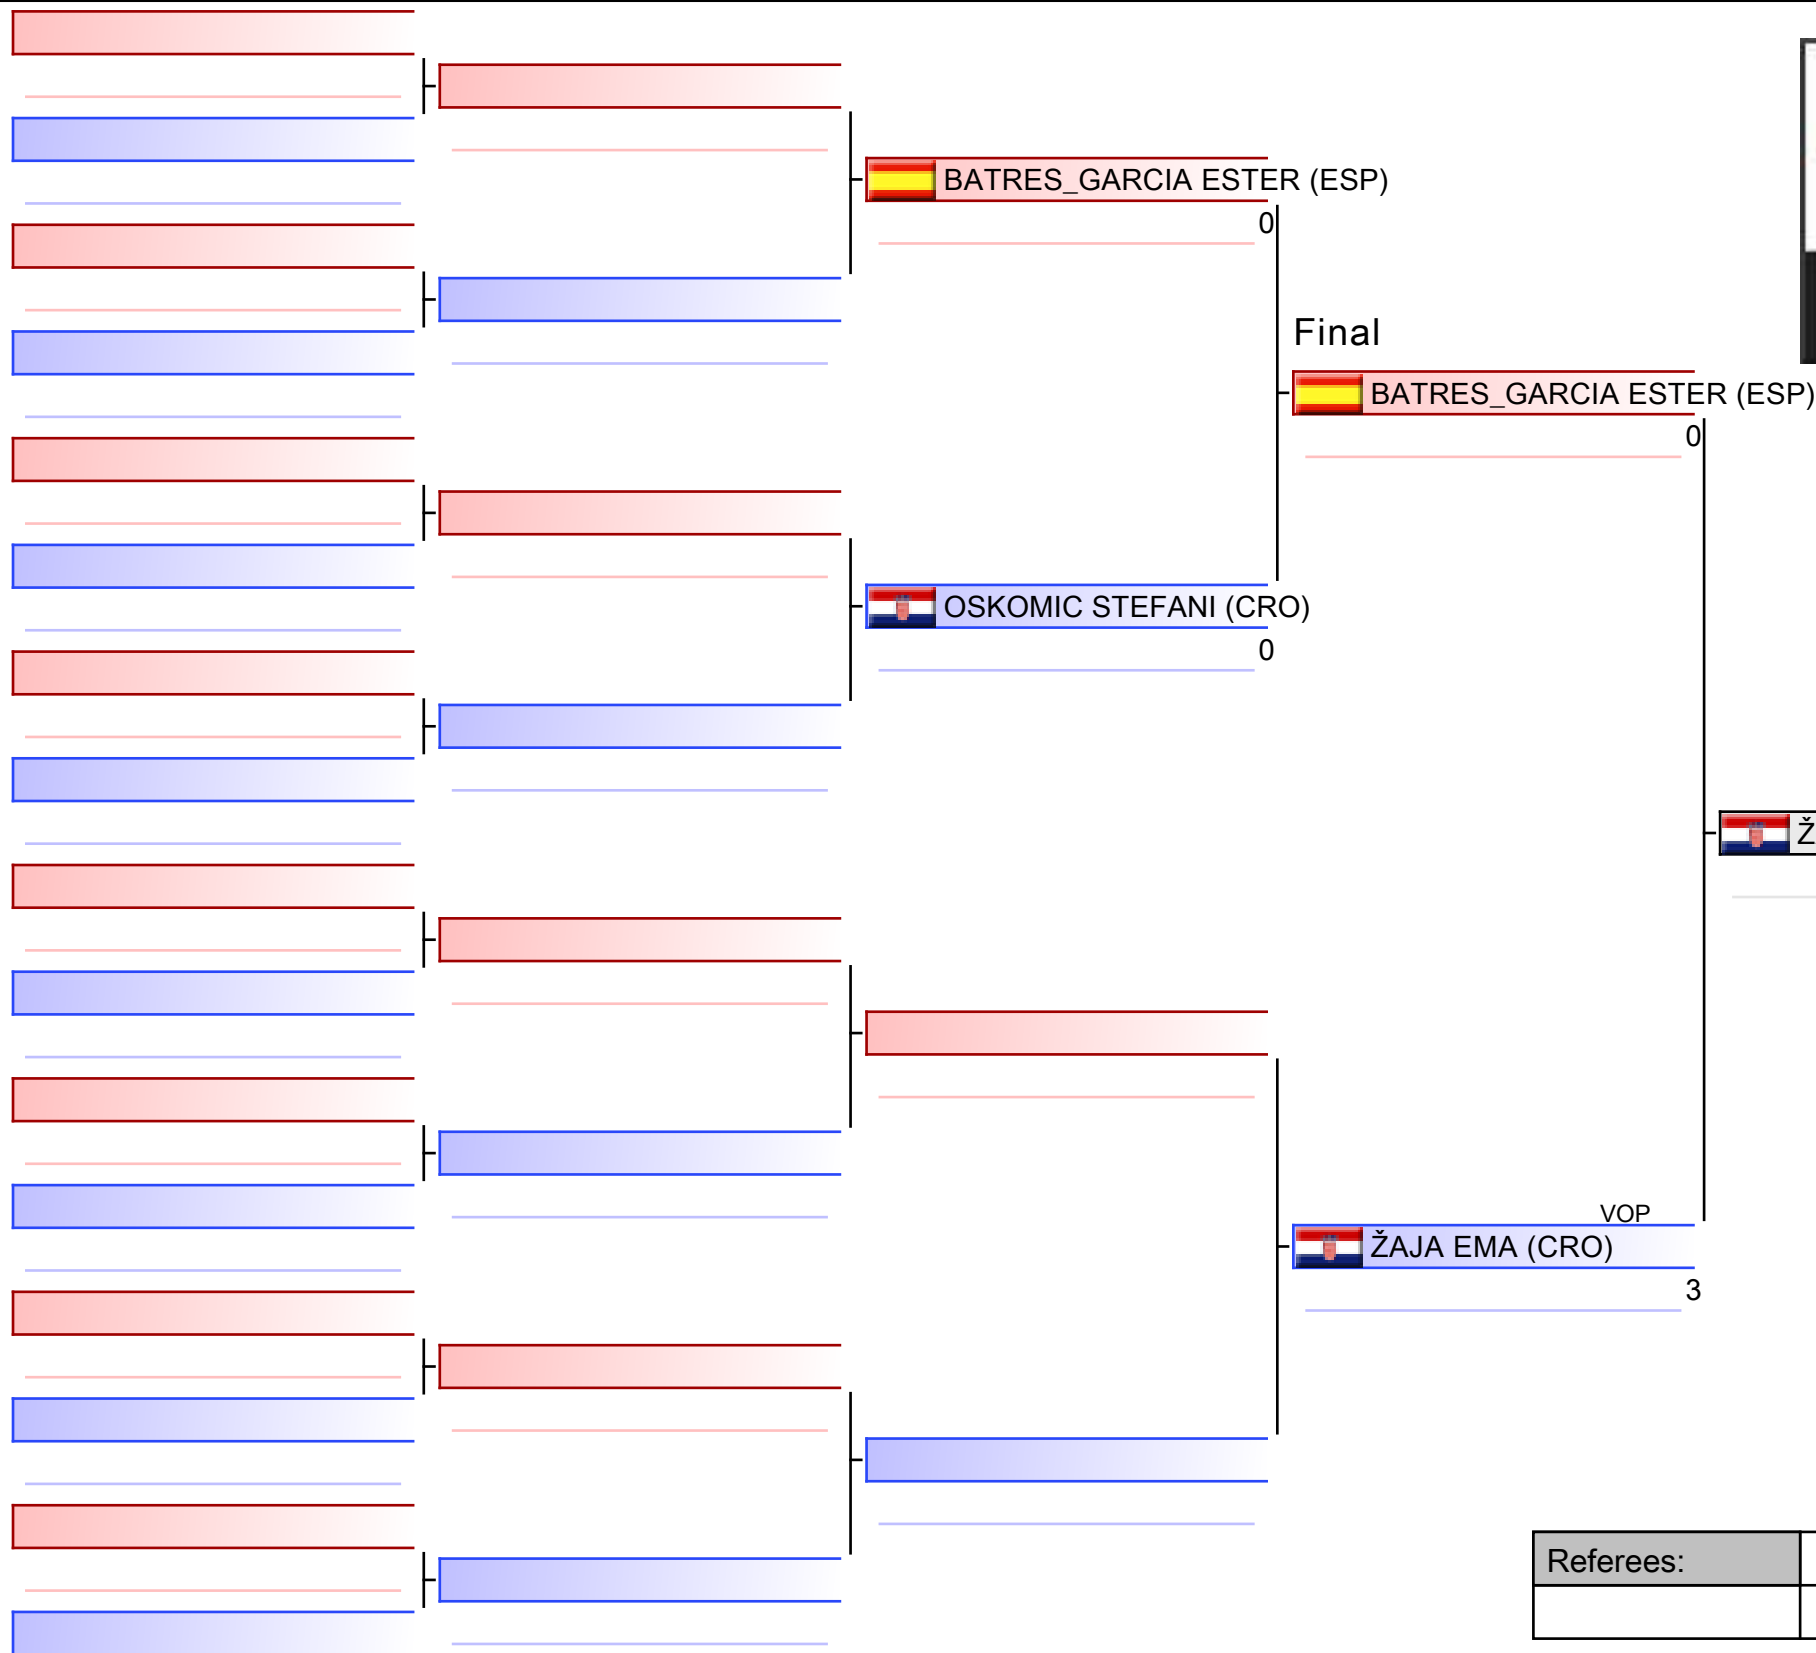 BATRES_GARCIA ESTER (ESP)
0
Final
BATRES_GARCIA ESTER (ESP)
0
OSKOMIC STEFANI (CRO)
0
VOP
ŽAJA EMA (CRO)
3
Referees: